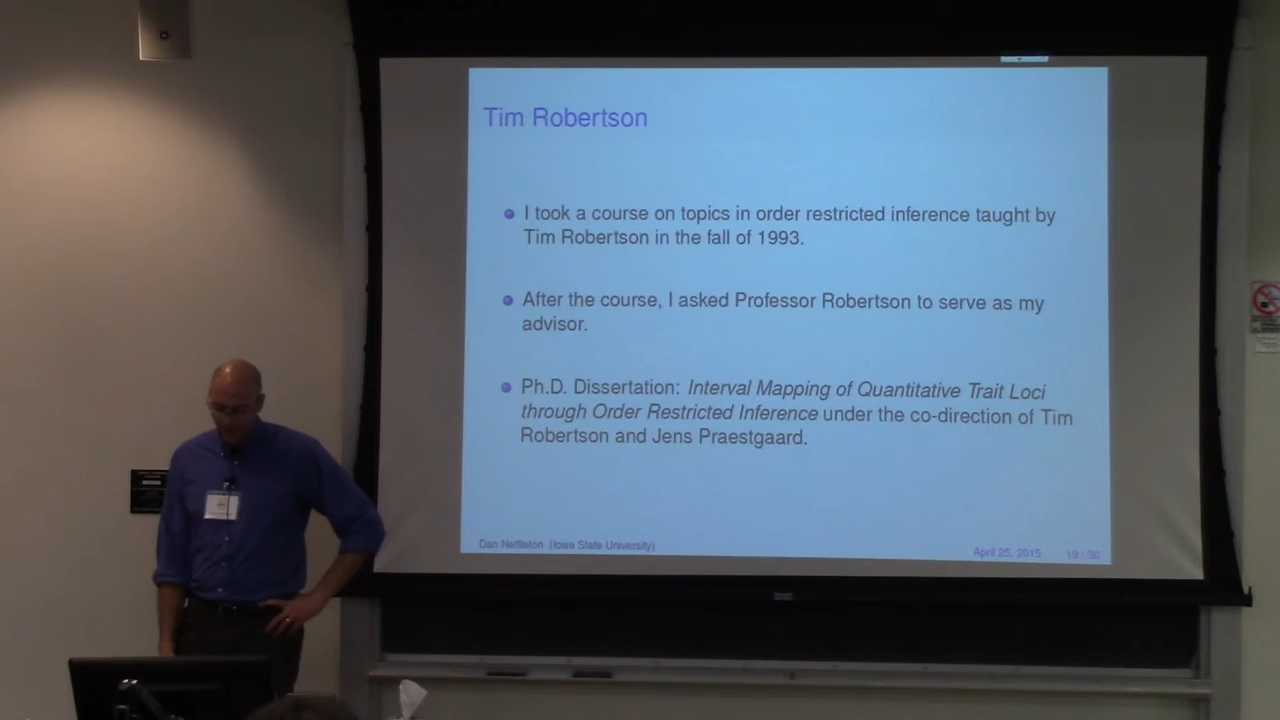 Tim Robertson
I took a course on topics in order restricted inference taught by
Tim Robertson in the fall of 1993.
After the course, I asked Professor Robertson to serve as my
advisor.
Ph.D. Dissertation: Interval Mapping of Quantitative Trait Loci
through Order Restricted Inference under the co-direction of Tim
Robertson and Jens Praestgaard.
Dan Nettleton (Iowa State University)
April 25, 2015 19 / 30